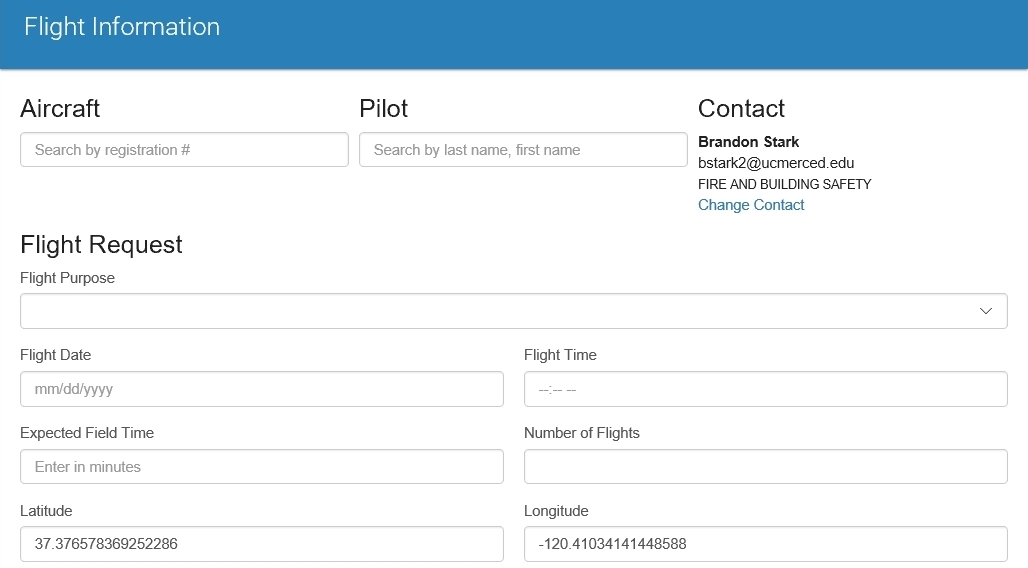 Flight Information
Aircraft
Search by registration #
Pilot
Search by last name, first name
Contact
Brandon Stark
bstark2@ucmerced.edu
FIRE AND BUILDING SAFETY
Change Contact
Flight Request
Flight Purpose
Flight Date
Flight Time
mm/dd/yyyy
--:-- --
Expected Field Time
Number of Flights
Enter in minutes
Latitude
Longitude
37.376578369252286
-120.41034141448588